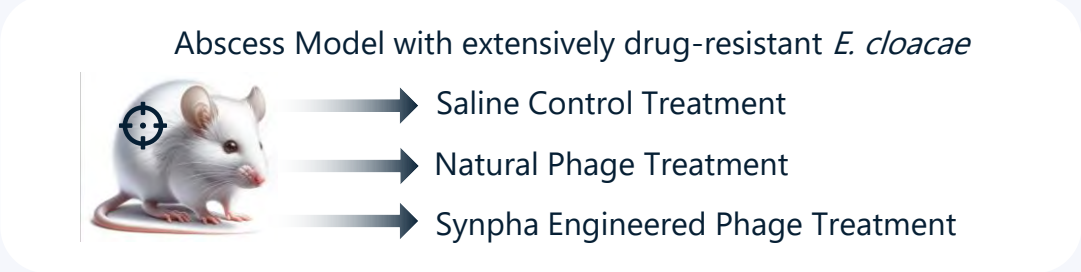 Abscess Model with extensively drug-resistant E. cloacae
Saline Control Treatment
Natural Phage Treatment
Synpha Engineered Phage Treatment